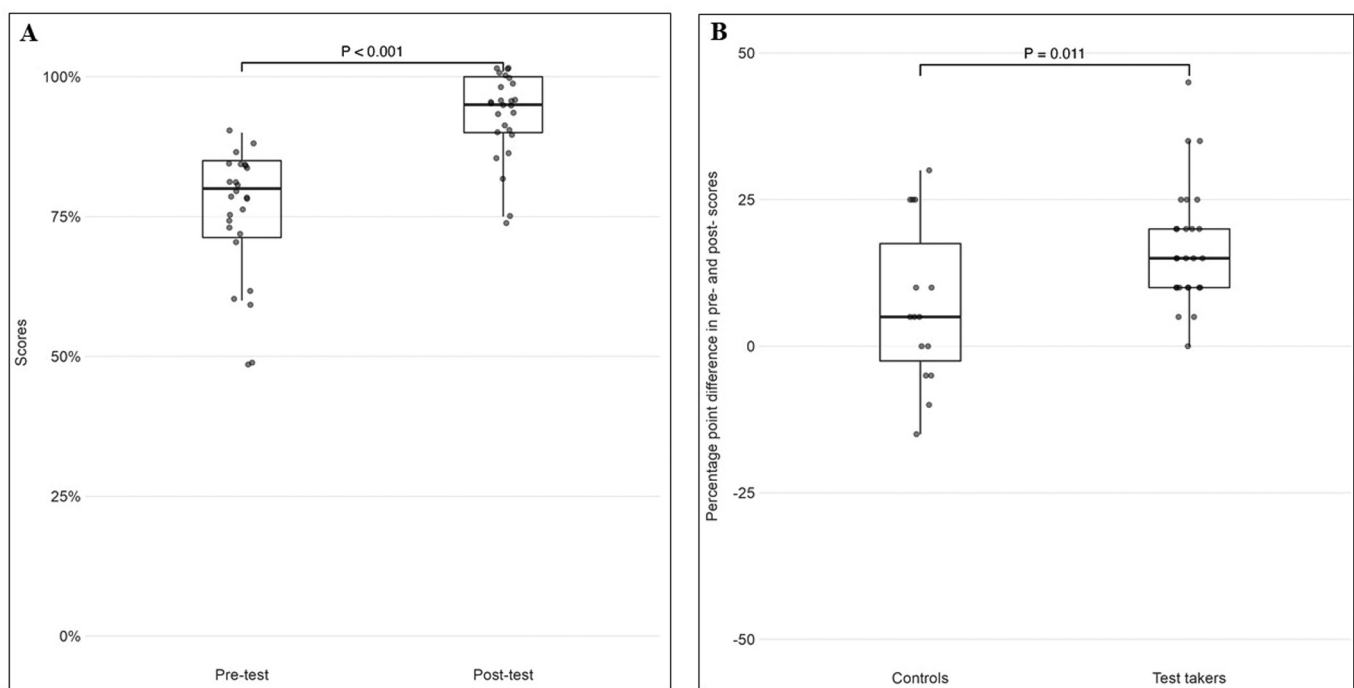 A
P < 0.001
100%
75%
50%
25%
0%
Scores
Pre-test
Post-test
B
P = 0.011
50
25
0
-25
-50
Percentage point difference in pre- and post- scores
Controls
Test takers